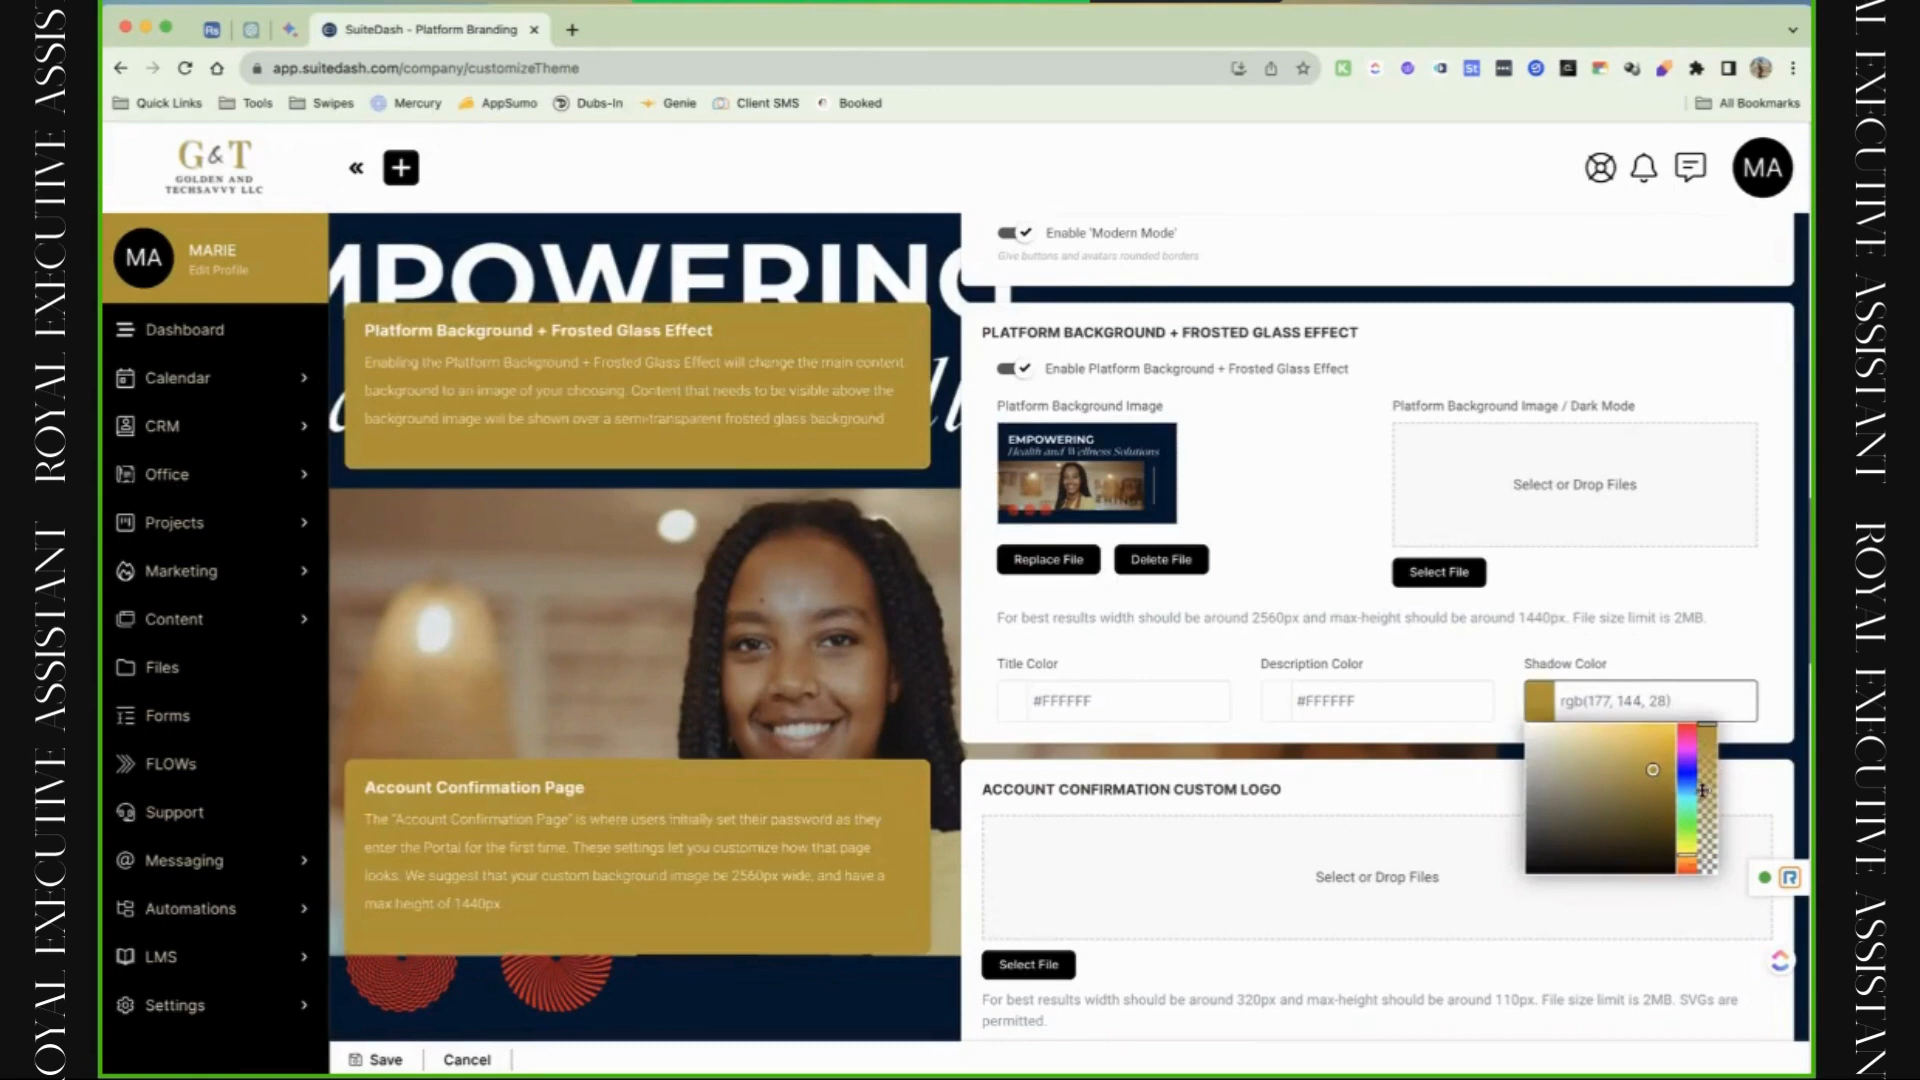 ROYAL EXECUTIVE ASSISTANT
SuiteDash - Platform Branding
app.suitedash.com/company/customizeTheme
Quick Links
Tools
Swipes
Mercury
AppSumo
Dubs-In
Genie
Client SMS
Booked
All Bookmarks
G&T
GOLDEN AND
TECHSAVVY LLC
MA
MA
MARIE
Edit Profile
Dashboard
Calendar
CRM
Office
Projects
Marketing
Content
Files
Forms
FLOWs
Support
Messaging
Automations
LMS
Settings
MPOWERING
Platform Background + Frosted Glass Effect
Enabling the Platform Background + Frosted Glass Effect will change the main content
background to an image of your choosing. Content that needs to be visible above the
background image will be shown over a semi-transparent frosted glass background
Account Confirmation Page
The "Account Confirmation Page" is where users initially set their password as they
enter the Portal for the first time. These settings let you customize how that page
looks. We suggest that your custom background image be 2560px wide, and have a
max height of 1440px
Enable 'Modern Mode'
Give buttons and avatars rounded borders
PLATFORM BACKGROUND + FROSTED GLASS EFFECT
Enable Platform Background + Frosted Glass Effect
Platform Background Image
Platform Background Image / Dark Mode
EMPOWERING
Health and Wellness Solutions
Select or Drop Files
Replace File
Delete File
Select File
For best results width should be around 2560px and max-height should be around 1440px. File size limit is 2MB.
Title Color
Description Color
Shadow Color
#FFFFFF
#FFFFFF
rgb(177, 144, 28)
ACCOUNT CONFIRMATION CUSTOM LOGO
Select or Drop Files
Select File
For best results width should be around 320px and max-height should be around 110px. File size limit is 2MB. SVGs are
permitted.
Save
Cancel
ROYAL EXECUTIVE ASSISTANT